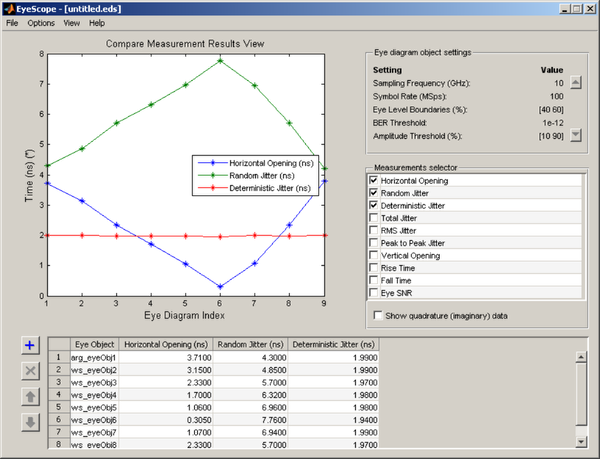 EyeScope - [untitled.eds]
File Options View Help
Compare Measurement Results View
Time (ns) (*)
8
7
6
5
4
3
2
1
0
Horizontal Opening (ns)
Random Jitter (ns)
Deterministic Jitter (ns)
1 2 3 4 5 6 7 8 9
Eye Diagram Index
Eye diagram object settings
Setting Value
Sampling Frequency (GHz): 10
Symbol Rate (MSps): 100
Eye Level Boundaries (%): [40 60]
BER Threshold: 1e-12
Amplitude Threshold (%): [10 90]
Measurements selector
Horizontal Opening
Random Jitter
Deterministic Jitter
Total Jitter
RMS Jitter
Peak to Peak Jitter
Vertical Opening
Rise Time
Fall Time
Eye SNR
Show quadrature (imaginary) data
Eye Object Horizontal Opening (ns) Random Jitter (ns) Deterministic Jitter (ns)
1 arg_eyeObj1 3.7100 4.3000 1.9900
2 ws_eyeObj2 3.1500 4.8500 1.9900
3 ws_eyeObj3 2.3300 5.7000 1.9700
4 ws_eyeObj4 1.7000 6.3200 1.9800
5 ws_eyeObj5 1.0600 6.9600 1.9800
6 ws_eyeObj6 0.3050 7.7600 1.9400
7 ws_eyeObj7 1.0700 6.9400 1.9900
8 ws_eyeObj8 2.3300 5.7000 1.9700